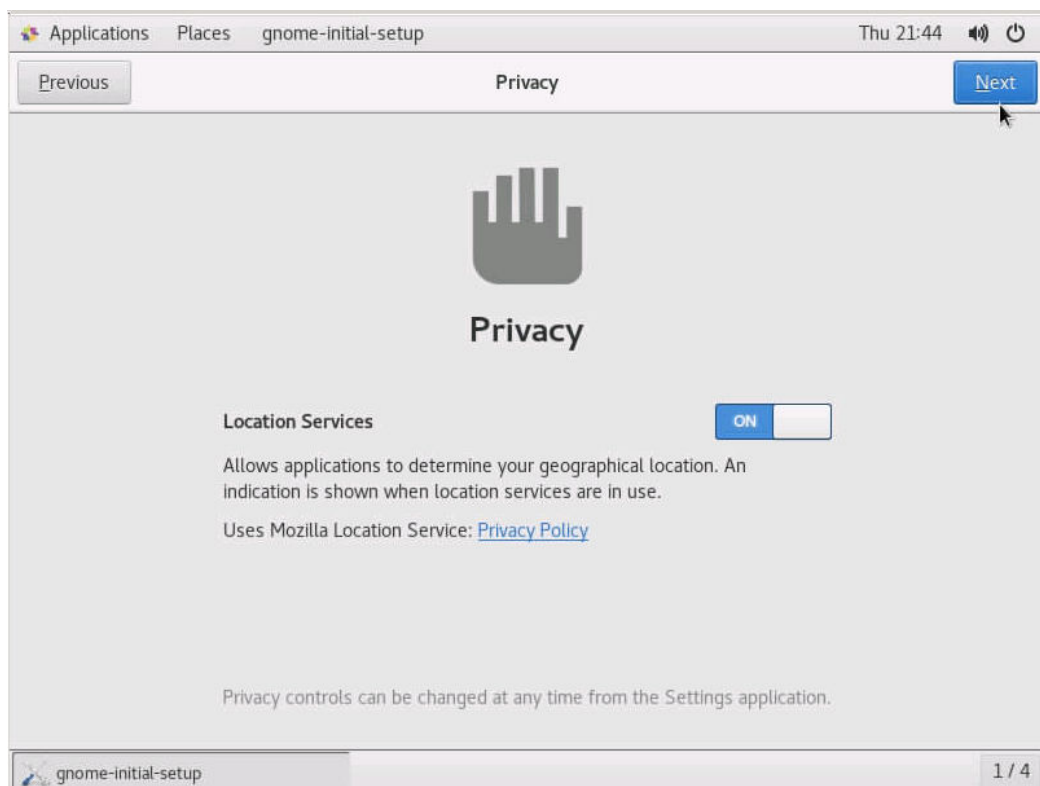 Applications Places gnome-initial-setup Thu 21:44
Previous Privacy Next
Privacy
Location Services ON
Allows applications to determine your geographical location. An
indication is shown when location services are in use.
Uses Mozilla Location Service: Privacy Policy
Privacy controls can be changed at any time from the Settings application.
gnome-initial-setup 1 / 4